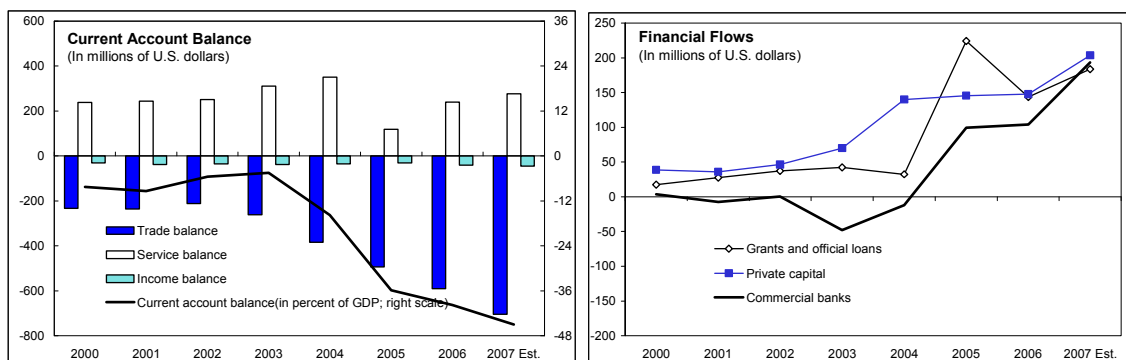 Current Account Balance
(In millions of U.S. dollars)
600
400
200
0
-200
-400
-600
-800
36
24
12
0
-12
-24
-36
-48
Trade balance
Service balance
Income balance
Current account balance(in percent of GDP; right scale)
2000 2001 2002 2003 2004 2005 2006 2007 Est.
Financial Flows
(In millions of U.S. dollars)
250
200
150
100
50
0
-50
-100
-150
-200
Grants and official loans
Private capital
Commercial banks
2000 2001 2002 2003 2004 2005 2006 2007 Est.